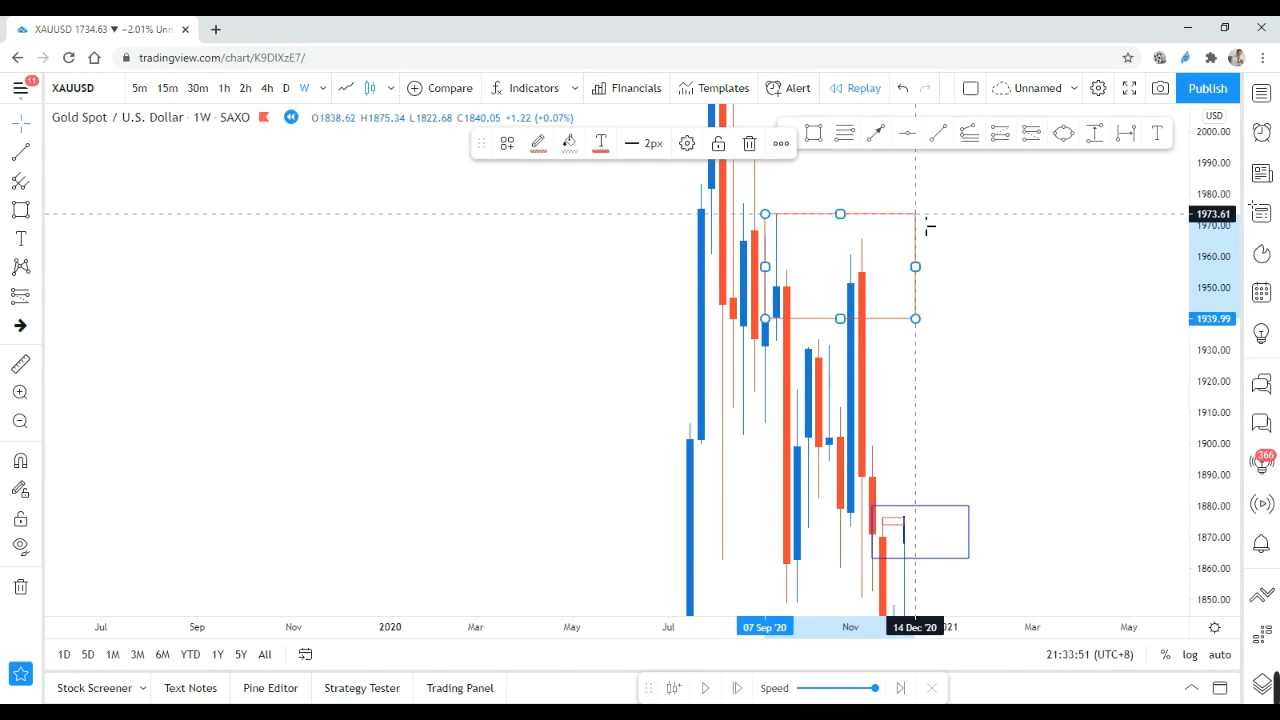 XAUUSD 1734.63 ▼ −2.01% Unn
tradingview.com/chart/K9DIXzE7/
11
XAUUSD 5m 15m 30m 1h 2h 4h D W Compare Indicators Financials Templates Alert Replay Unnamed Publish
Gold Spot / U.S. Dollar · 1W · SAXO O1838.62 H1875.34 L1822.68 C1840.05 +1.22 (+0.07%)
USD
2px
T
2000.00
1990.00
1980.00
1973.61
1970.00
1960.00
1950.00
1939.99
1930.00
1920.00
1910.00
1900.00
1890.00
1880.00
1870.00
1860.00
1850.00
366
Jul Sep Nov 2020 Mar May Jul 07 Sep '20 Nov 14 Dec '20 021 Mar May
1D 5D 1M 3M 6M YTD 1Y 5Y All 21:33:51 (UTC+8) % log auto
Stock Screener Text Notes Pine Editor Strategy Tester Trading Panel Speed